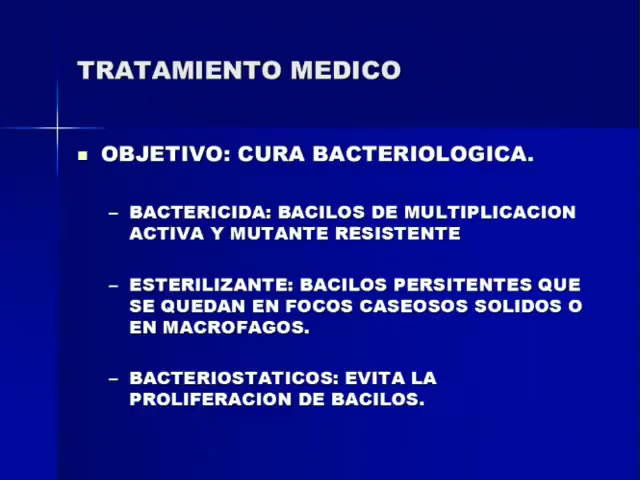 TRATAMIENTO MEDICO
OBJETIVO: CURA BACTERIOLOGICA.
– BACTERICIDA: BACILOS DE MULTIPLICACION
ACTIVA Y MUTANTE RESISTENTE
– ESTERILIZANTE: BACILOS PERSITENTES QUE
SE QUEDAN EN FOCOS CASEOSOS SOLIDOS O
EN MACROFAGOS.
– BACTERIOSTATICOS: EVITA LA
PROLIFERACION DE BACILOS.